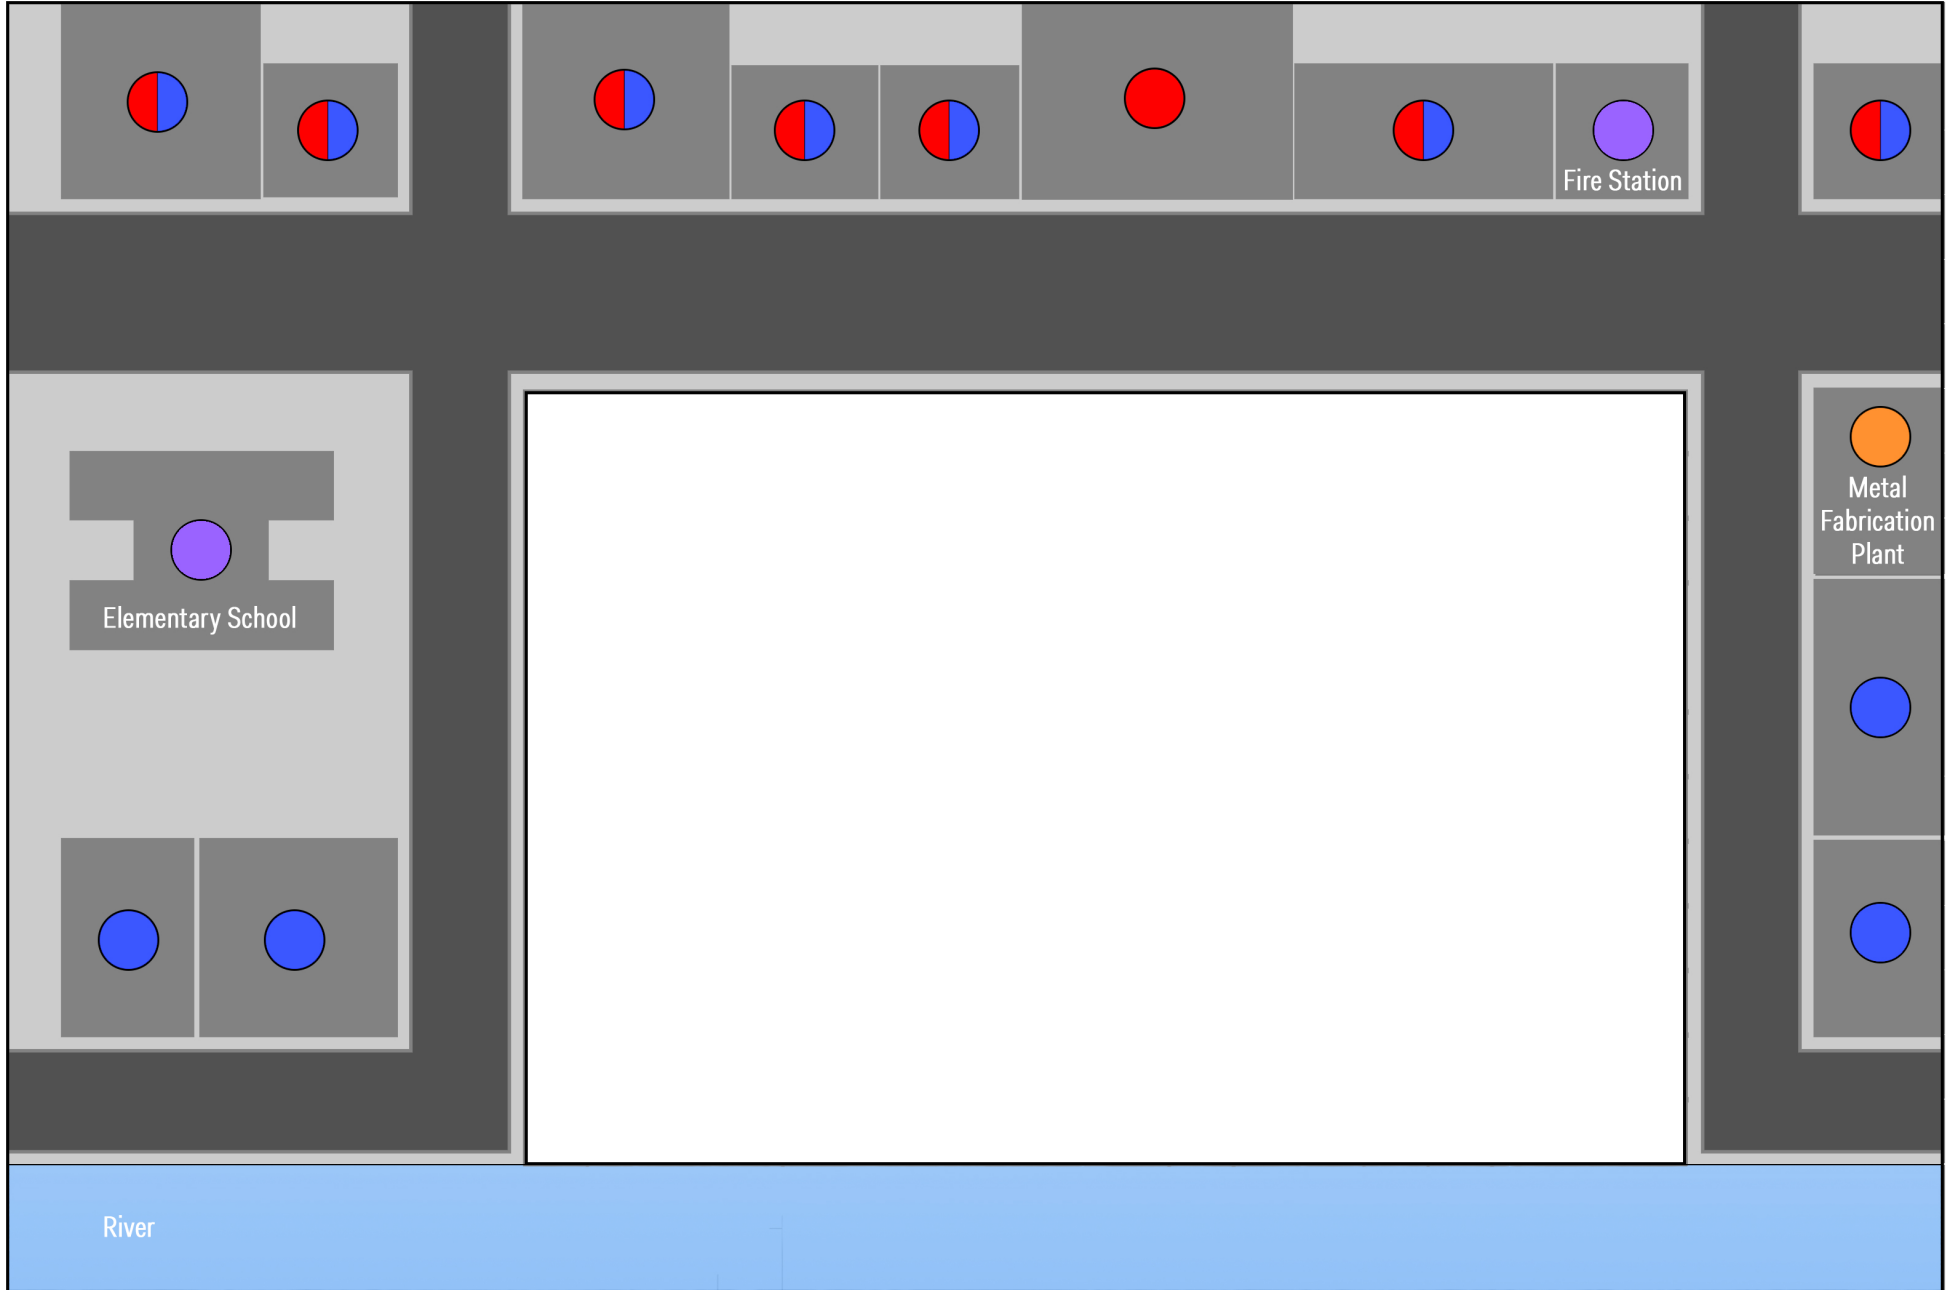 Fire Station
Metal
Fabrication
Plant
Elementary School
River